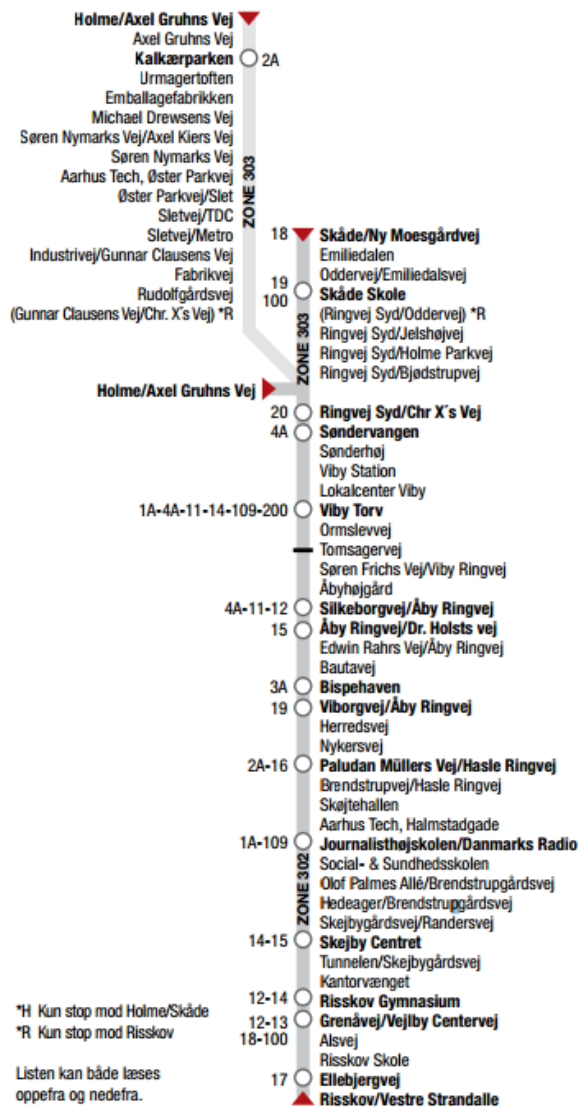 Holme/Axel Gruhns Vej
Axel Gruhns Vej
Kalkærparken 2A
Urmagertoften
Emballagefabrikken
Michael Drewsens Vej
Søren Nymarks Vej/Axel Kiers Vej
Søren Nymarks Vej
Aarhus Tech, Øster Parkvej
Øster Parkvej/Slet
Sletvej/TDC
Sletvej/Metro
Industrivej/Gunnar Clausens Vej
Fabrikvej
Rudolfgårdsvej
(Gunnar Clausens Vej/Chr. X´s Vej) *R
ZONE 303
18 Skåde/Ny Moesgårdvej
Emiliedalen
Oddervej/Emiliedalsvej
19
100 Skåde Skole
(Ringvej Syd/Oddervej) *R
Ringvej Syd/Jelshøjvej
Ringvej Syd/Holme Parkvej
Ringvej Syd/Bjødstrupvej
ZONE 303
Holme/Axel Gruhns Vej
20 Ringvej Syd/Chr X´s Vej
4A Søndervangen
Sønderhøj
Viby Station
Lokalcenter Viby
1A-4A-11-14-109-200 Viby Torv
Ormslevvej
Tomsagervej
Søren Frichs Vej/Viby Ringvej
Åbyhøjgård
4A-11-12 Silkeborgvej/Åby Ringvej
15 Åby Ringvej/Dr. Holsts vej
Edwin Rahrs Vej/Åby Ringvej
Bautavej
3A Bispehaven
19 Viborgvej/Åby Ringvej
Herredsvej
Nykersvej
2A-16 Paludan Müllers Vej/Hasle Ringvej
Brendstrupvej/Hasle Ringvej
Skøjtehallen
Aarhus Tech, Halmstadgade
1A-109 Journalisthøjskolen/Danmarks Radio
Social- & Sundhedsskolen
Olof Palmes Allé/Brendstrupgårdsvej
Hedeager/Brendstrupgårdsvej
Skejbygårdsvej/Randersvej
ZONE 302
14-15 Skejby Centret
Tunnelen/Skejbygårdsvej
Kantorvænget
12-14 Risskov Gymnasium
12-13 Grenåvej/Vejlby Centervej
18-100 Alsvej
Risskov Skole
17 Ellebjergvej
Risskov/Vestre Strandalle
*H Kun stop mod Holme/Skåde
*R Kun stop mod Risskov
Listen kan både læses
oppefra og nedefra.